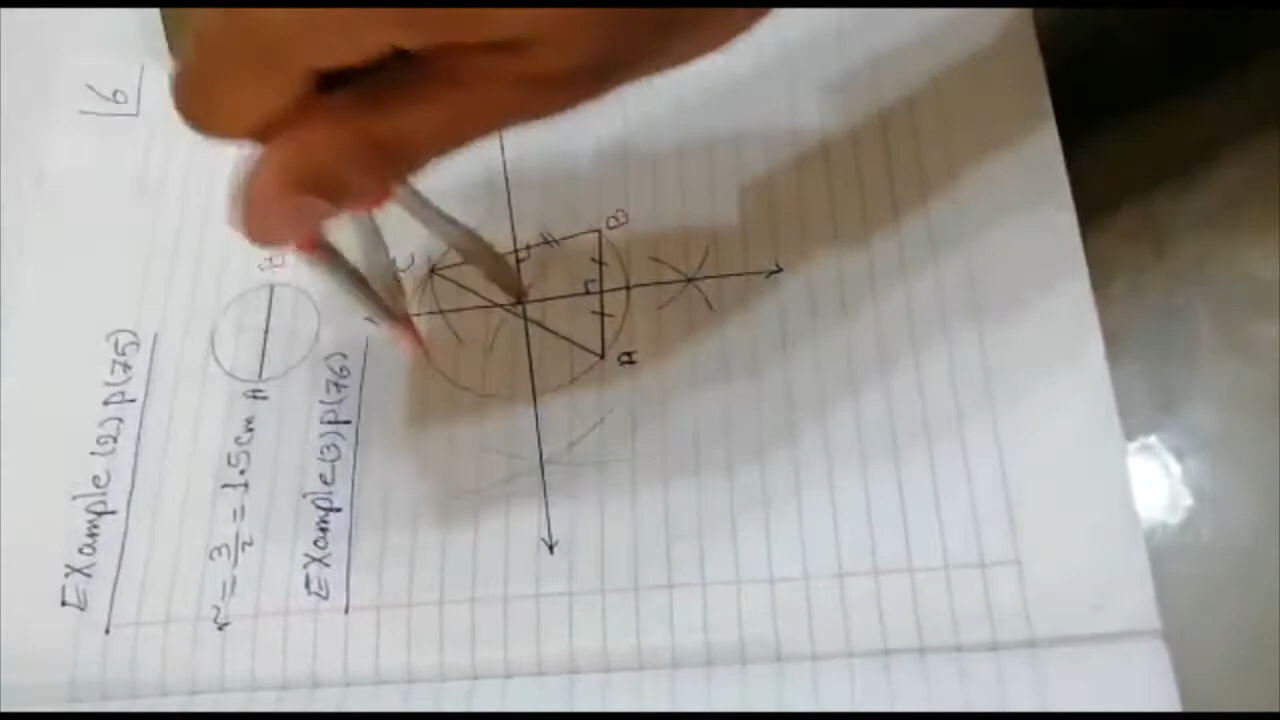 6
Example (2) P(75)
r = 3/2 = 1.5 cm A
Example (3) P(76)
C
B
A